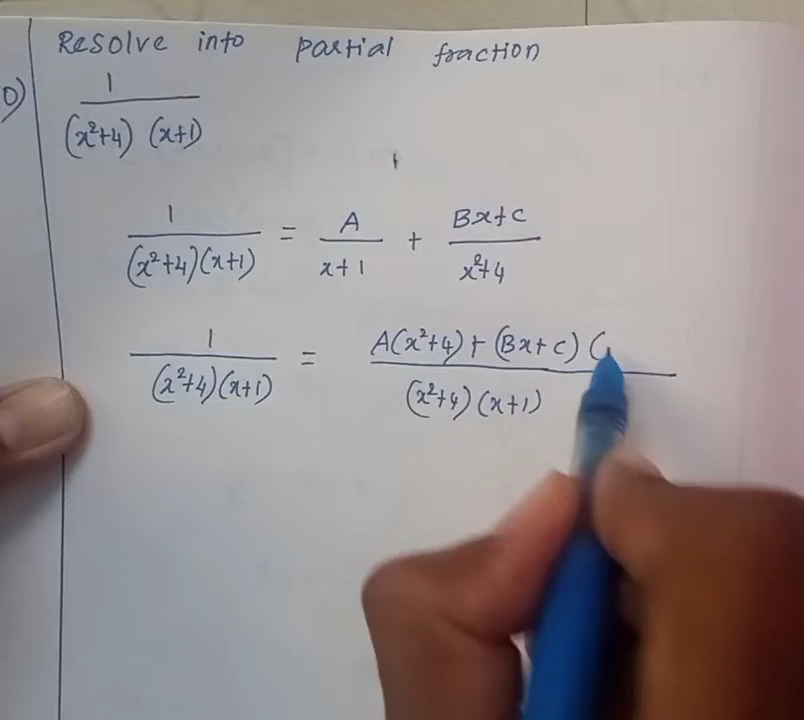 Resolve into partial fraction
0) 1
(x²+4) (x+1)
1 / (x²+4)(x+1) = A / x+1 + Bx+C / x²+4
1 / (x²+4)(x+1) = A(x²+4) + (Bx+C) ( / (x²+4) (x+1)